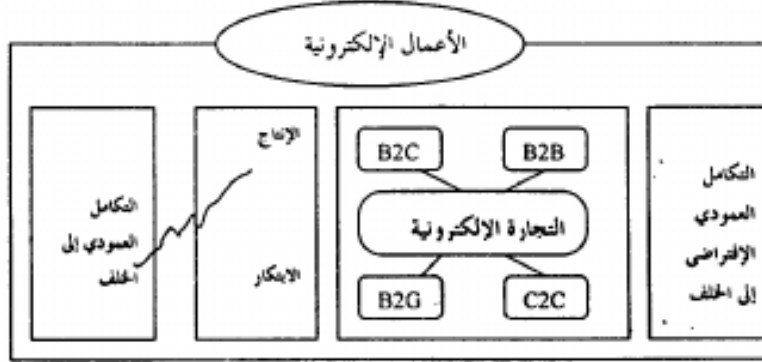 الأعمال الإلكترونية
التكامل
العمودي
الإفتراضي
إلى الخلف
B2C
B2B
التجارة الإلكترونية
B2G
C2C
الإنتاج
الابتكار
التكامل
العمودي إلى
الخلف